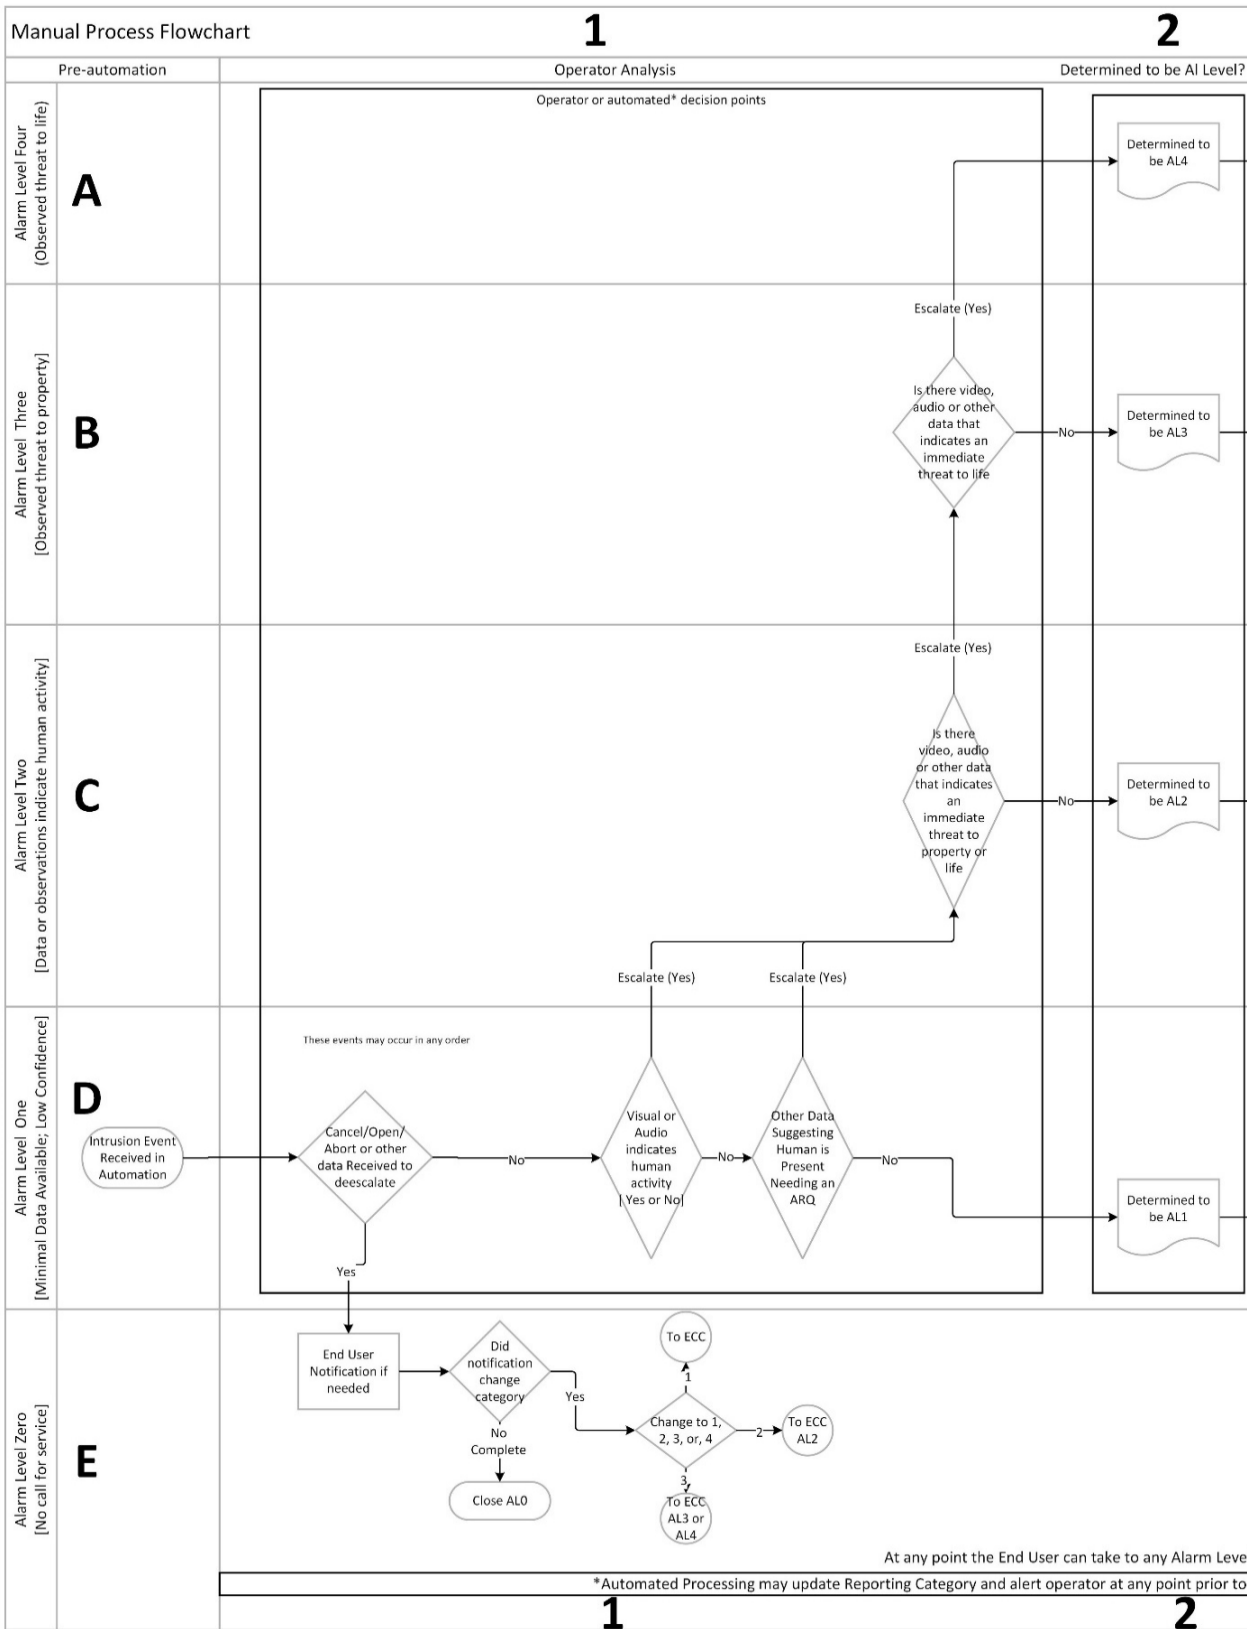 Manual Process Flowchart
1
2
Pre-automation
Operator Analysis
Determined to be Al Level?
Operator or automated* decision points
Alarm Level Four
(Observed threat to life)
A
Determined to
be AL4
Escalate (Yes)
Alarm Level Three
[Observed threat to property]
B
Is there video,
audio or other
data that
indicates an
immediate
threat to life
No
Determined to
be AL3
Escalate (Yes)
Alarm Level Two
[Data or observations indicate human activity]
C
Is there
video, audio
or other data
that indicates
an
immediate
threat to
property or
life
No
Determined to
be AL2
Escalate (Yes)
Escalate (Yes)
Alarm Level One
[Minimal Data Available; Low Confidence]
D
These events may occur in any order
Intrusion Event
Received in
Automation
Cancel/Open/
Abort or other
data Received to
deescalate
No
Visual or
Audio
indicates
human
activity
[Yes or No]
No
Other Data
Suggesting
Human is
Present
Needing an
ARQ
No
Determined to
be AL1
Yes
Alarm Level Zero
[No call for service]
E
End User
Notification if
needed
Did
notification
change
category
Yes
No
Complete
Close AL0
To ECC
1
Change to 1,
2, 3, or, 4
2
To ECC
AL2
3
To ECC
AL3 or
AL4
At any point the End User can take to any Alarm Leve
*Automated Processing may update Reporting Category and alert operator at any point prior to
1
2